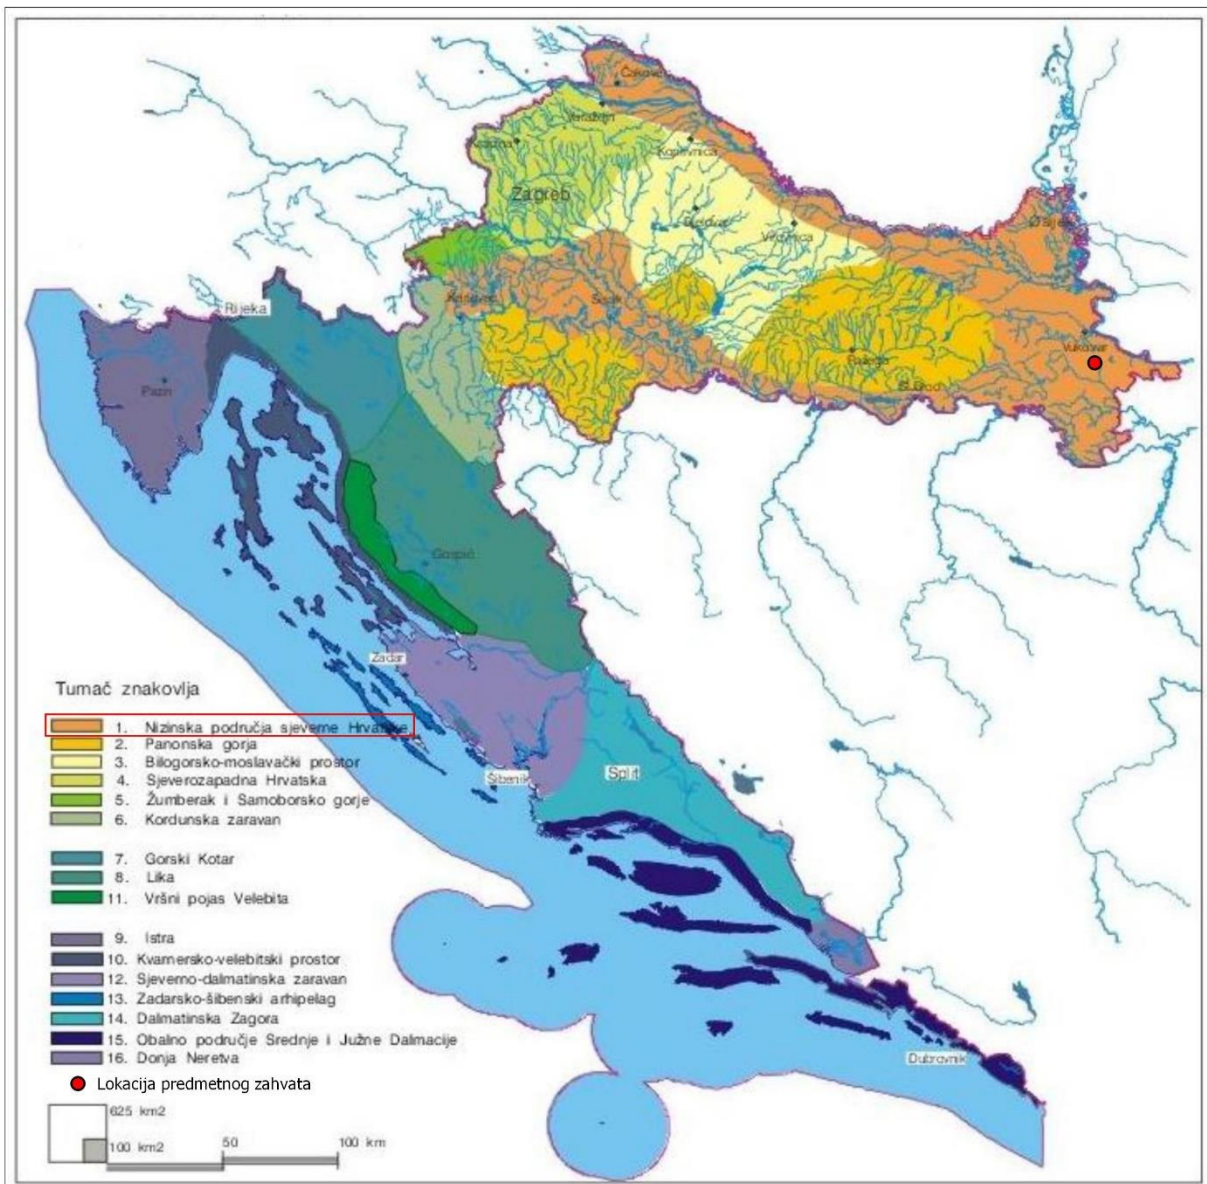 Čakovec
Varaždin
Krapina
Koprivnica
Zagreb
Bjelovar
Virovitica
Osijek
Karlovac
Sisak
Rijeka
Vukovar
Požega
Sl.Brod
Pazin
Gospić
Zadar
Šibenik
Split
Dubrovnik
Tumač znakovlja
1. Nizinska područja sjeverne Hrvatske
2. Panonska gorja
3. Bilogorsko-moslavački prostor
4. Sjeverozapadna Hrvatska
5. Žumberak i Samoborsko gorje
6. Kordunska zaravan
7. Gorski Kotar
8. Lika
11. Vršni pojas Velebita
9. Istra
10. Kvarnersko-velebitski prostor
12. Sjeverno-dalmatinska zaravan
13. Zadarsko-šibenski arhipelag
14. Dalmatinska Zagora
15. Obalno područje Srednje i Južne Dalmacije
16. Donja Neretva
Lokacija predmetnog zahvata
625 km2
100 km2
50
100 km